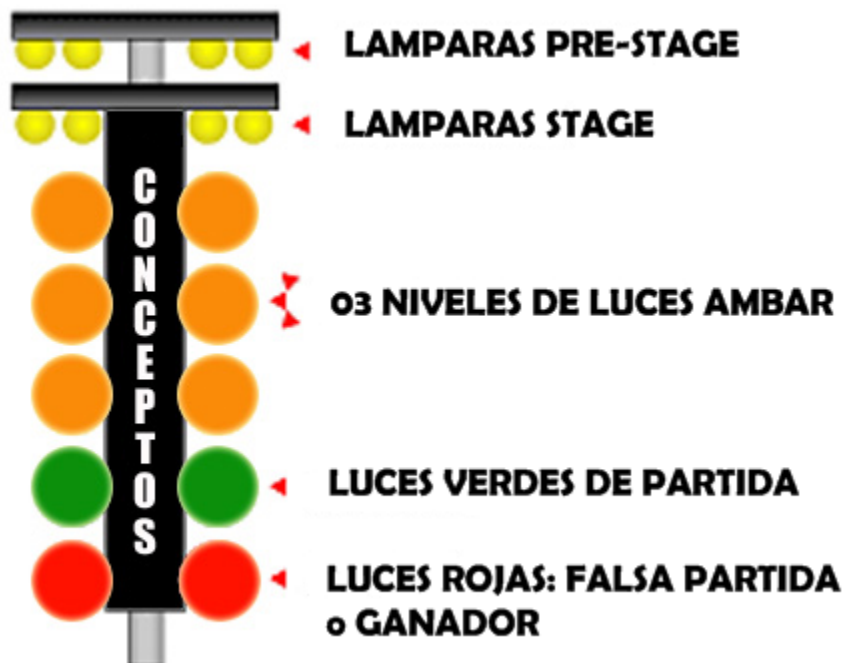 LAMPARAS PRE-STAGE
LAMPARAS STAGE
CONCEPTOS
03 NIVELES DE LUCES AMBAR
LUCES VERDES DE PARTIDA
LUCES ROJAS: FALSA PARTIDA
o GANADOR